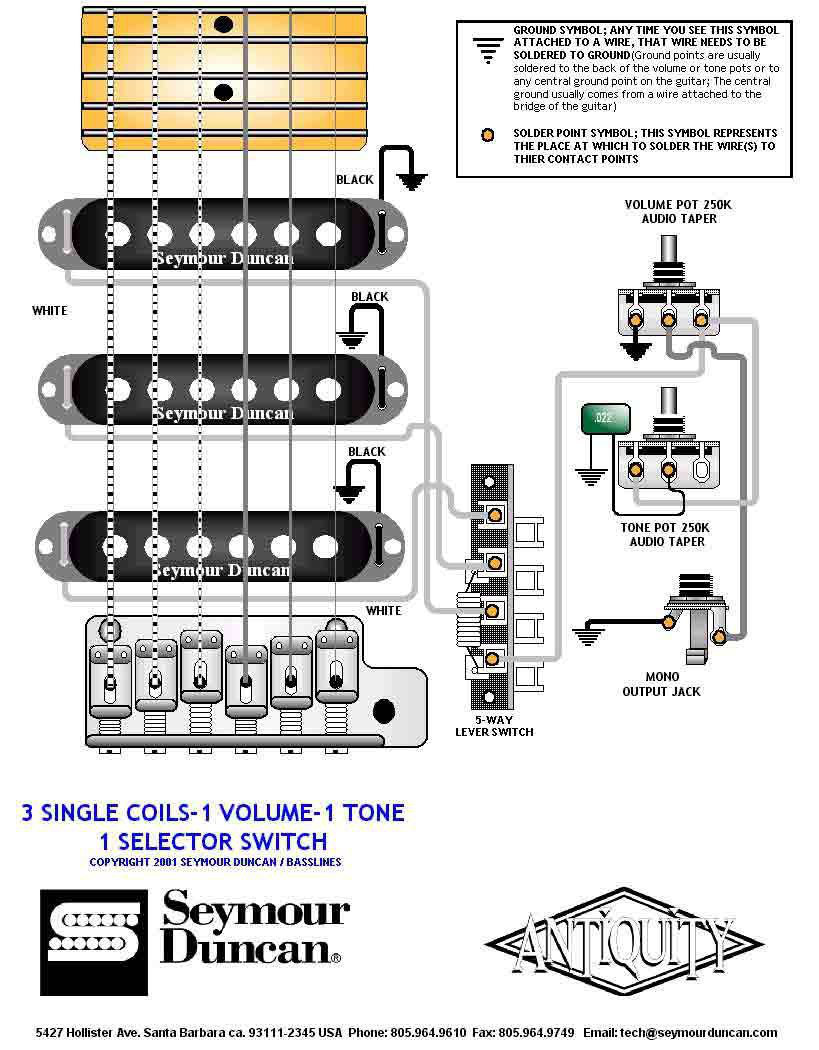 GROUND SYMBOL; ANY TIME YOU SEE THIS SYMBOL
ATTACHED TO A WIRE, THAT WIRE NEEDS TO BE
SOLDERED TO GROUND(Ground points are usually
soldered to the back of the volume or tone pots or to
any central ground point on the guitar; The central
ground usually comes from a wire attached to the
bridge of the guitar)
SOLDER POINT SYMBOL; THIS SYMBOL REPRESENTS
THE PLACE AT WHICH TO SOLDER THE WIRE(S) TO
THIER CONTACT POINTS
BLACK
VOLUME POT 250K
AUDIO TAPER
Seymour Duncan
WHITE
BLACK
Seymour Duncan
.022
BLACK
TONE POT 250K
AUDIO TAPER
Seymour Duncan
WHITE
MONO
OUTPUT JACK
5-WAY
LEVER SWITCH
3 SINGLE COILS-1 VOLUME-1 TONE
1 SELECTOR SWITCH
COPYRIGHT 2001 SEYMOUR DUNCAN / BASSLINES
Seymour
Duncan®
ANTIQUITY
5427 Hollister Ave. Santa Barbara ca. 93111-2345 USA Phone: 805.964.9610 Fax: 805.964.9749 Email: tech@seymourduncan.com